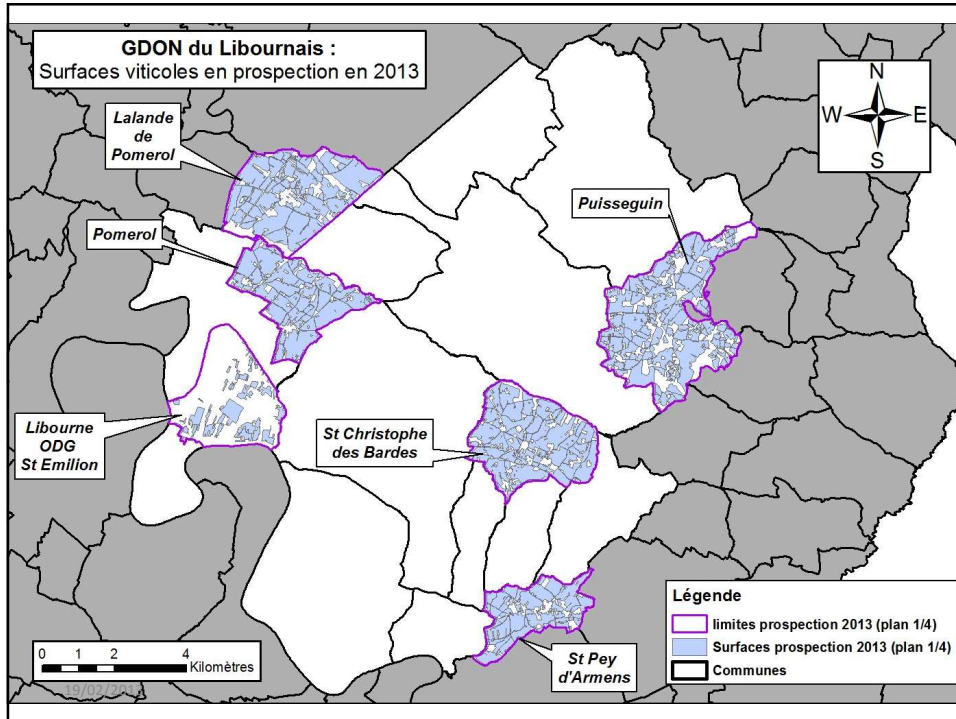 GDON du Libournais :
Surfaces viticoles en prospection en 2013
N
W E
S
Lalande
de
Pomerol
Pomerol
Puisseguin
Libourne
ODG
St Emilion
St Christophe
des Bardes
St Pey
d'Armens
Légende
limites prospection 2013 (plan 1/4)
Surfaces prospection 2013 (plan 1/4)
Communes
0 1 2 4
Kilomètres